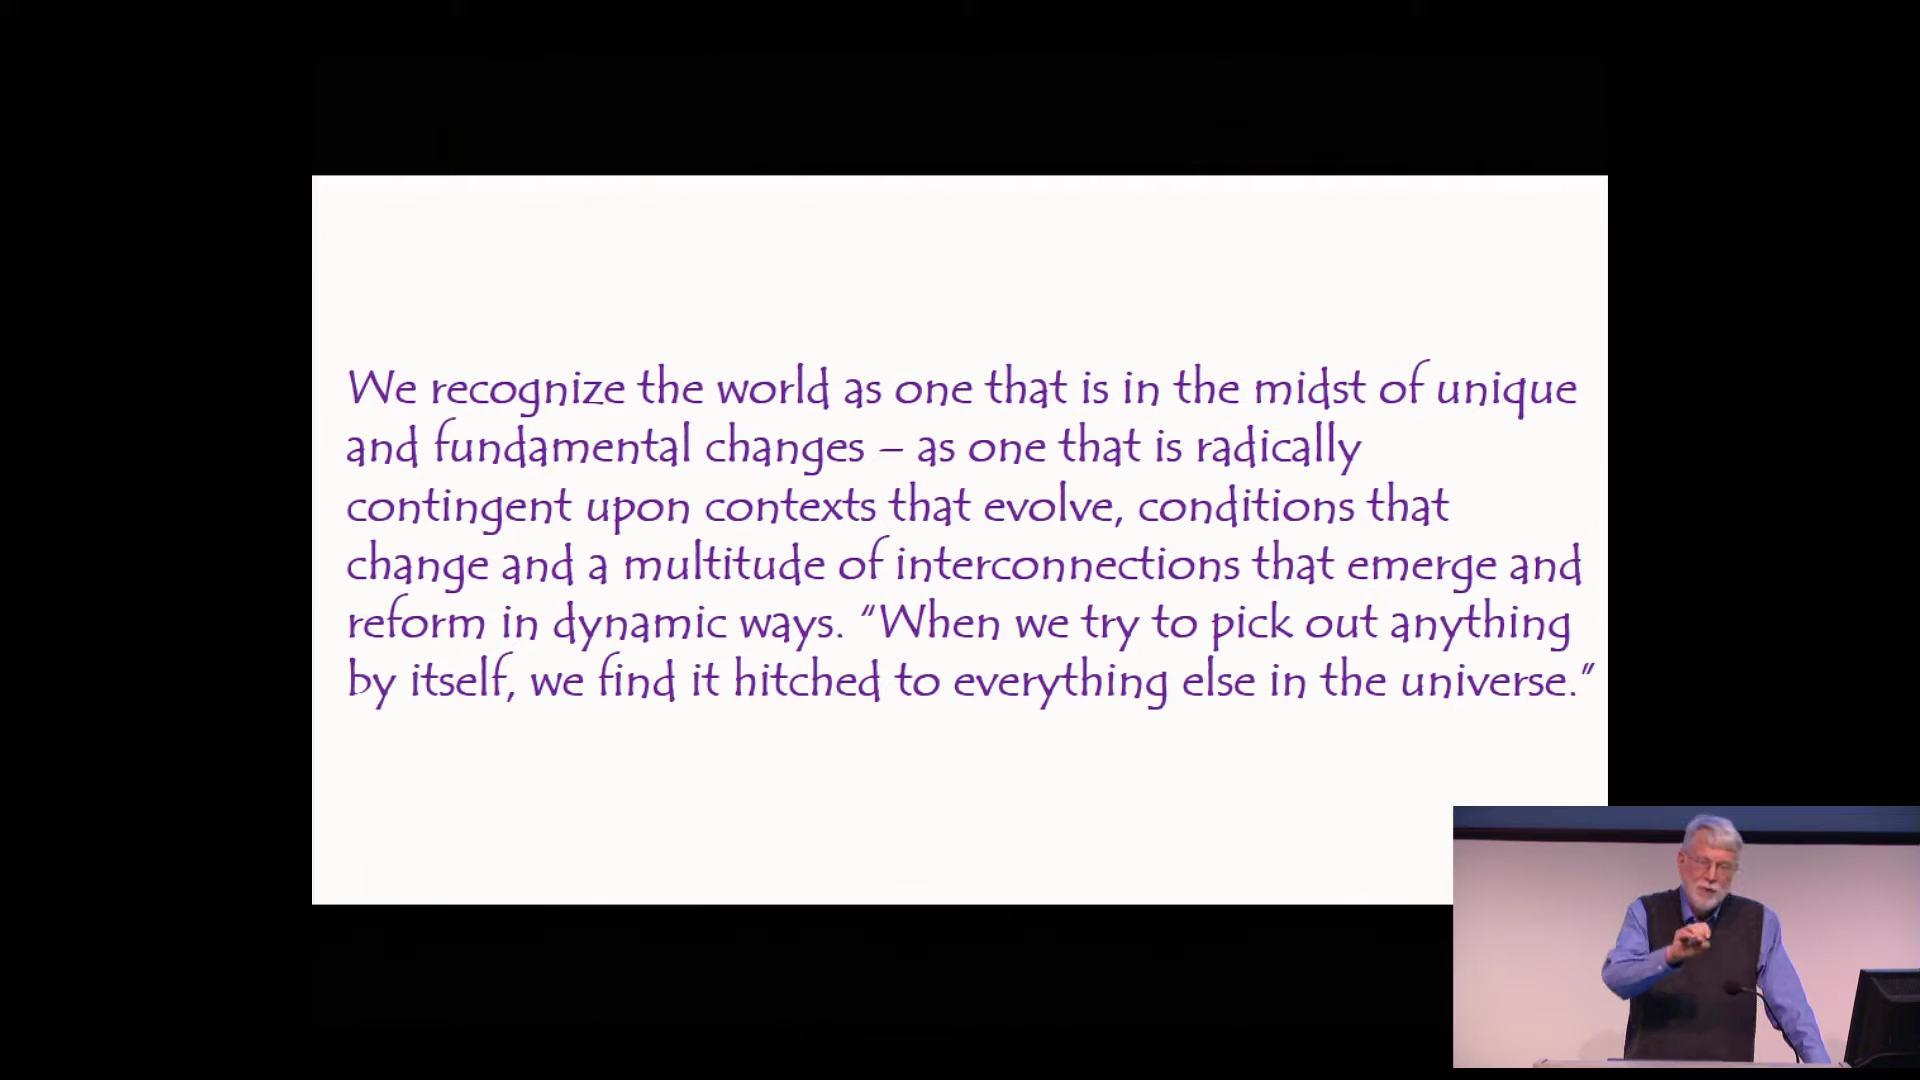 We recognize the world as one that is in the midst of unique
and fundamental changes – as one that is radically
contingent upon contexts that evolve, conditions that
change and a multitude of interconnections that emerge and
reform in dynamic ways. “When we try to pick out anything
by itself, we find it hitched to everything else in the universe.”